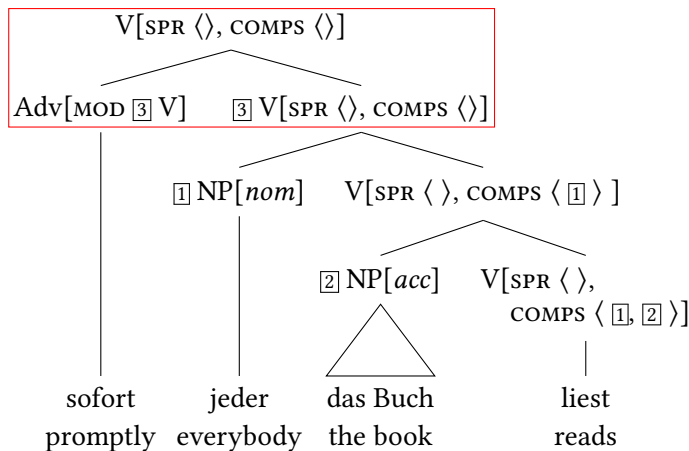 V[SPR ⟨⟩, COMPS ⟨⟩]
Adv[MOD 3 V] 3 V[SPR ⟨⟩, COMPS ⟨⟩]
1 NP[nom] V[SPR ⟨ ⟩, COMPS ⟨ 1 ⟩ ]
2 NP[acc] V[SPR ⟨ ⟩,
COMPS ⟨ 1, 2 ⟩]
sofort jeder das Buch liest
promptly everybody the book reads